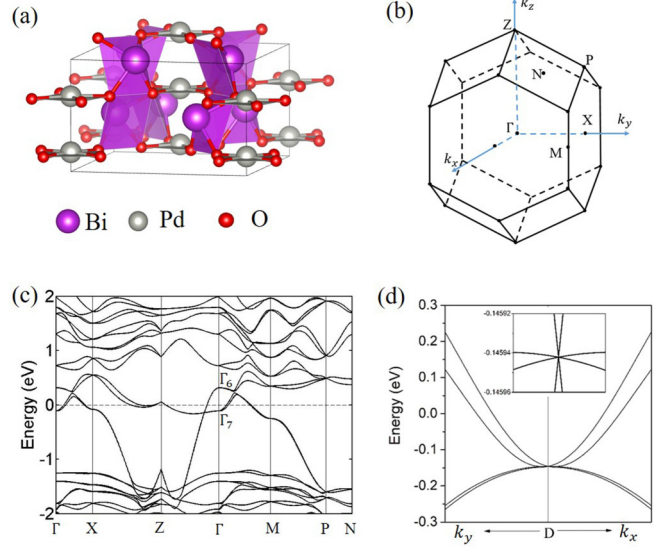 (a)
Bi Pd O
(b)
k_z
Z
P
N
Γ
X
k_y
k_x
M
(c)
Energy (eV)
2
1
0
-1
-2
Γ6
Γ7
Γ X Z Γ M P N
(d)
Energy (eV)
0.3
0.2
0.1
0.0
-0.1
-0.2
-0.3
-0.14592
-0.14594
-0.14596
k_y D k_x